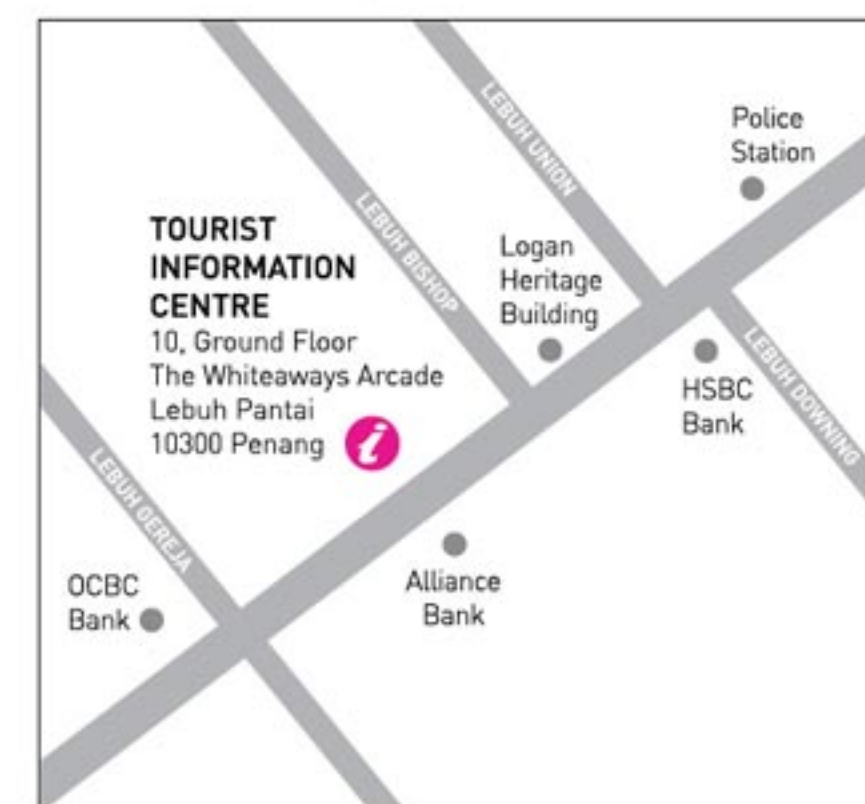 LEBUH UNION
Police
Station
LEBUH BISHOP
TOURIST
INFORMATION
CENTRE
10, Ground Floor
The Whiteaways Arcade
Lebuh Pantai
10300 Penang
i
Logan
Heritage
Building
HSBC
Bank
LEBUH DOWNING
LEBUH GEREJA
OCBC
Bank
Alliance
Bank